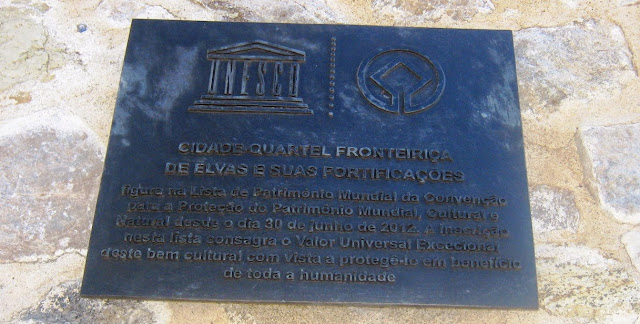 UNESCO
CIDADE-QUARTEL FRONTEIRIÇA
DE ELVAS E SUAS FORTIFICAÇÕES
figura na Lista de Património Mundial da Convenção
para a Proteção do Património Mundial, Cultural e
Natural desde o dia 30 de junho de 2012. A inscrição
nesta lista consagra o Valor Universal Excecional
deste bem cultural com vista a protegê-lo em benefício
de toda a humanidade